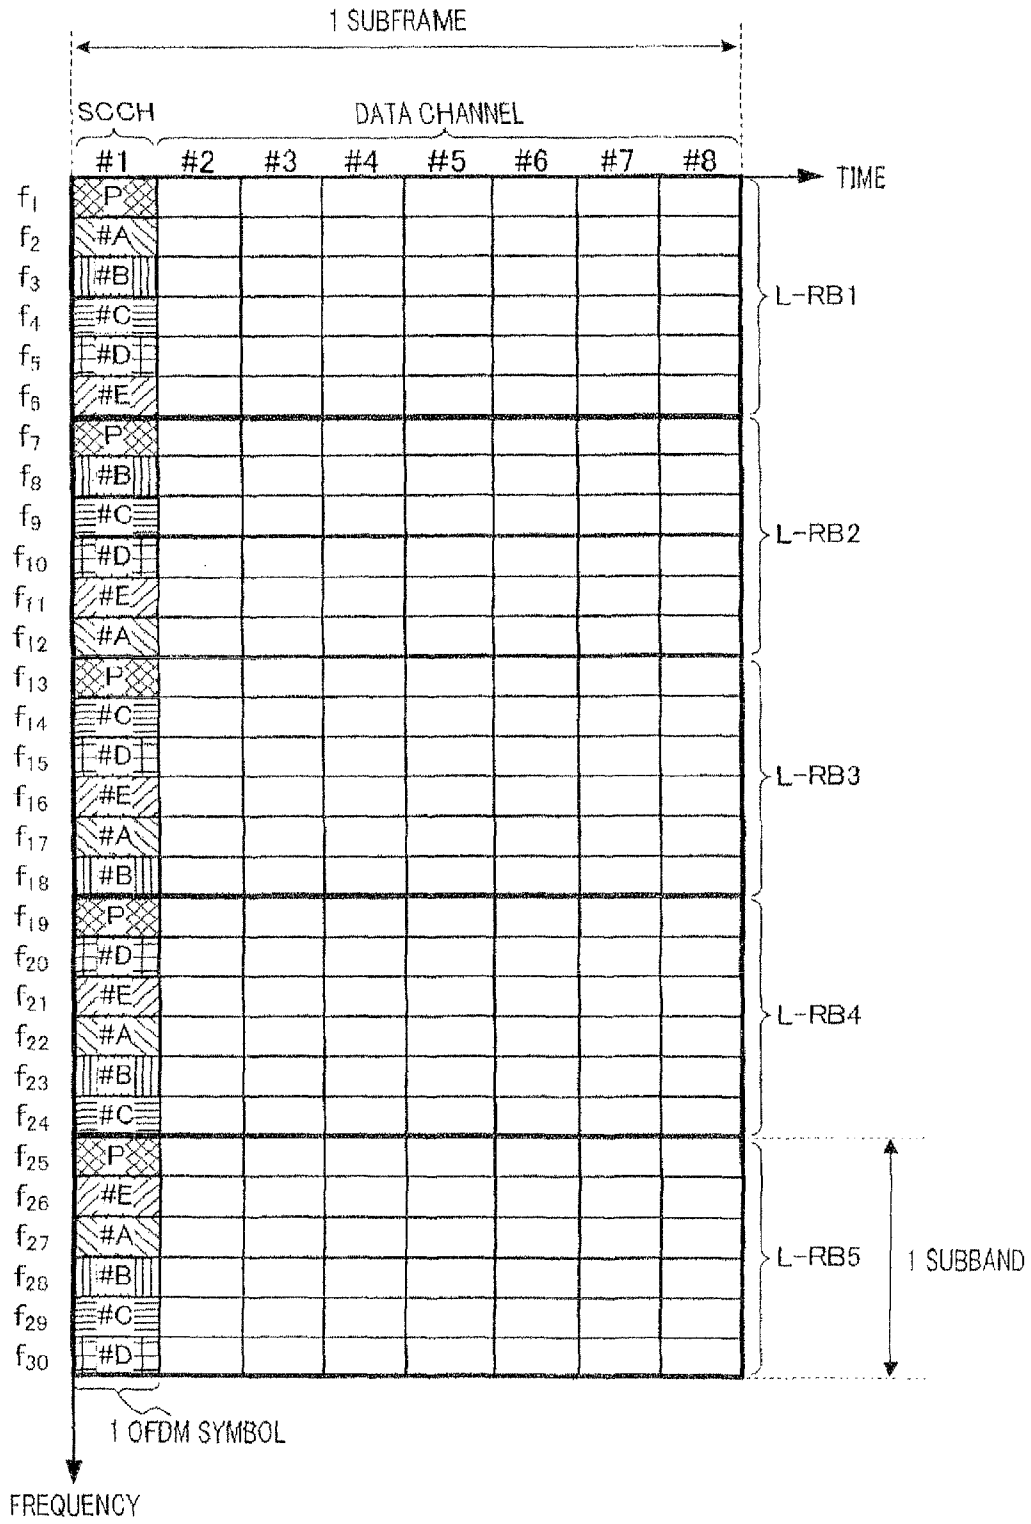 1 SUBFRAME
SCCH DATA CHANNEL
#1 #2 #3 #4 #5 #6 #7 #8
TIME
f1 P
f2 #A
f3 #B
f4 #C
f5 #D
f6 #E
L-RB1
f7 P
f8 #B
f9 #C
f10 #D
f11 #E
f12 #A
L-RB2
f13 P
f14 #C
f15 #D
f16 #E
f17 #A
f18 #B
L-RB3
f19 P
f20 #D
f21 #E
f22 #A
f23 #B
f24 #C
L-RB4
f25 P
f26 #E
f27 #A
f28 #B
f29 #C
f30 #D
L-RB5
1 SUBBAND
1 OFDM SYMBOL
FREQUENCY